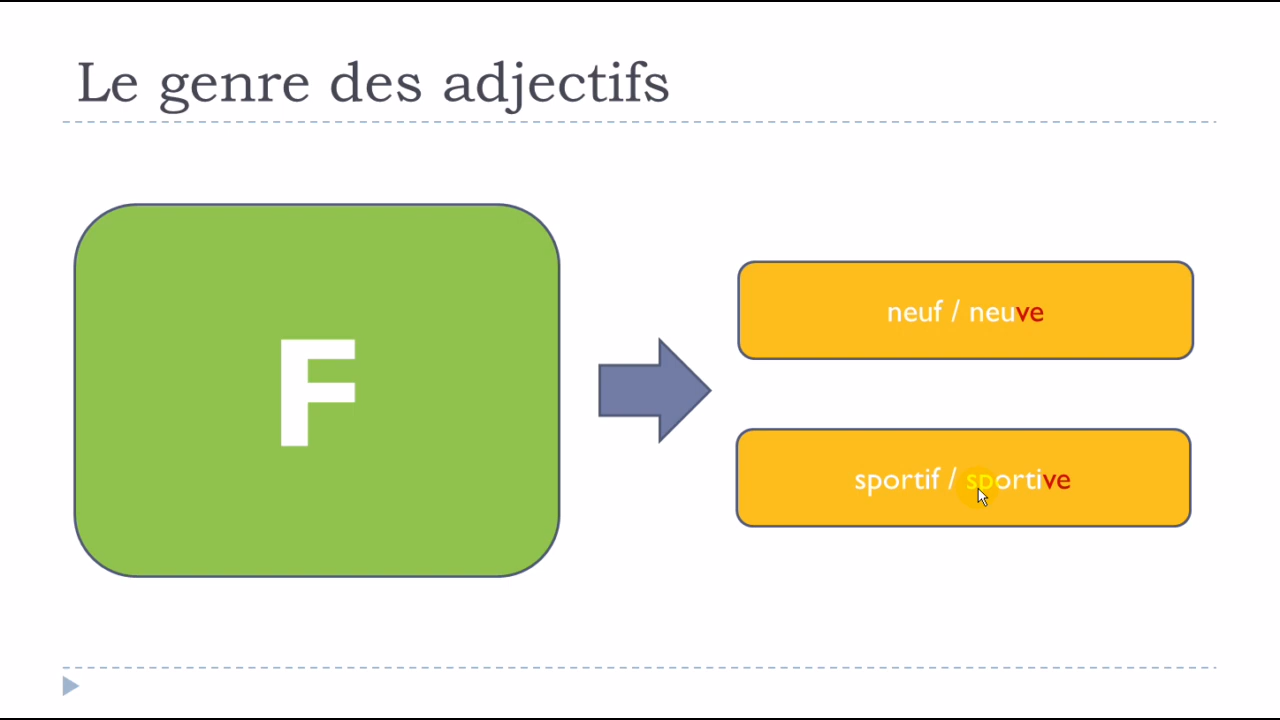 Le genre des adjectifs
F
neuf / neuve
sportif / sportive